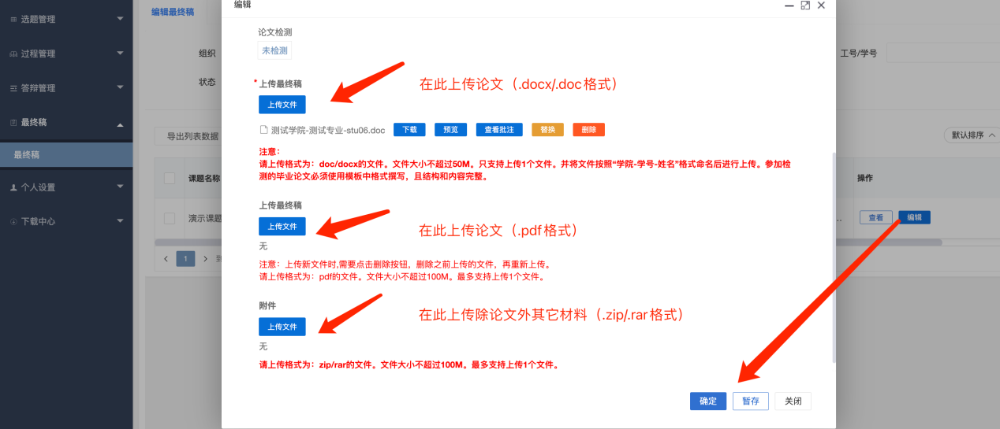 编辑最终稿
编辑
选题管理
过程管理
答辩管理
最终稿
最终稿
个人设置
下载中心
组织
状态
工号/学号
导出列表数据
默认排序
课题名称
操作
演示课题
...
查看
编辑
1
到
论文检测
未检测
*上传最终稿
在此上传论文（.docx/.doc格式）
上传文件
测试学院-测试专业-stu06.doc 下载 预览 查看批注 替换 删除
注意：
请上传格式为：doc/docx的文件。文件大小不超过50M。只支持上传1个文件。并将文件按照“学院-学号-姓名”格式命名后进行上传。参加检
测的毕业论文必须使用模板中格式撰写，且结构和内容完整。
上传最终稿
上传文件
在此上传论文（.pdf格式）
无
注意：上传新文件时,需要点击删除按钮，删除之前上传的文件，再重新上传。
请上传格式为：pdf的文件。文件大小不超过100M。最多支持上传1个文件。
附件
在此上传除论文外其它材料（.zip/.rar格式）
上传文件
无
请上传格式为：zip/rar的文件。文件大小不超过100M。最多支持上传1个文件。
确定 暂存 关闭